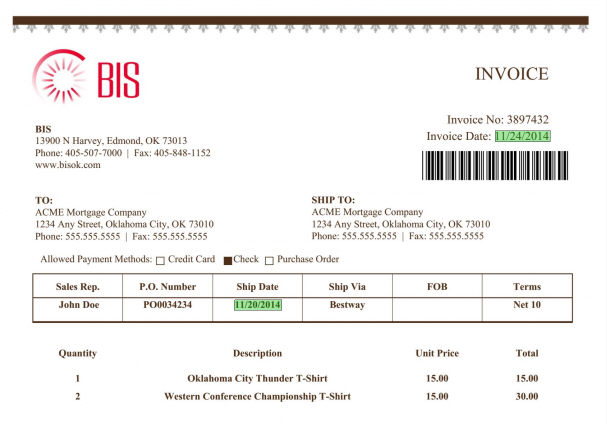 BIS
INVOICE
Invoice No: 3897432
Invoice Date: 11/24/2014
BIS
13900 N Harvey, Edmond, OK 73013
Phone: 405-507-7000 | Fax: 405-848-1152
www.bisok.com
TO:
ACME Mortgage Company
1234 Any Street, Oklahoma City, OK 73010
Phone: 555.555.5555 | Fax: 555.555.5555
SHIP TO:
ACME Mortgage Company
1234 Any Street, Oklahoma City, OK 73010
Phone: 555.555.5555 | Fax: 555.555.5555
Allowed Payment Methods: Credit Card Check Purchase Order
Sales Rep. P.O. Number Ship Date Ship Via FOB Terms
John Doe PO0034234 11/20/2014 Bestway Net 10
Quantity Description Unit Price Total
1 Oklahoma City Thunder T-Shirt 15.00 15.00
2 Western Conference Championship T-Shirt 15.00 30.00